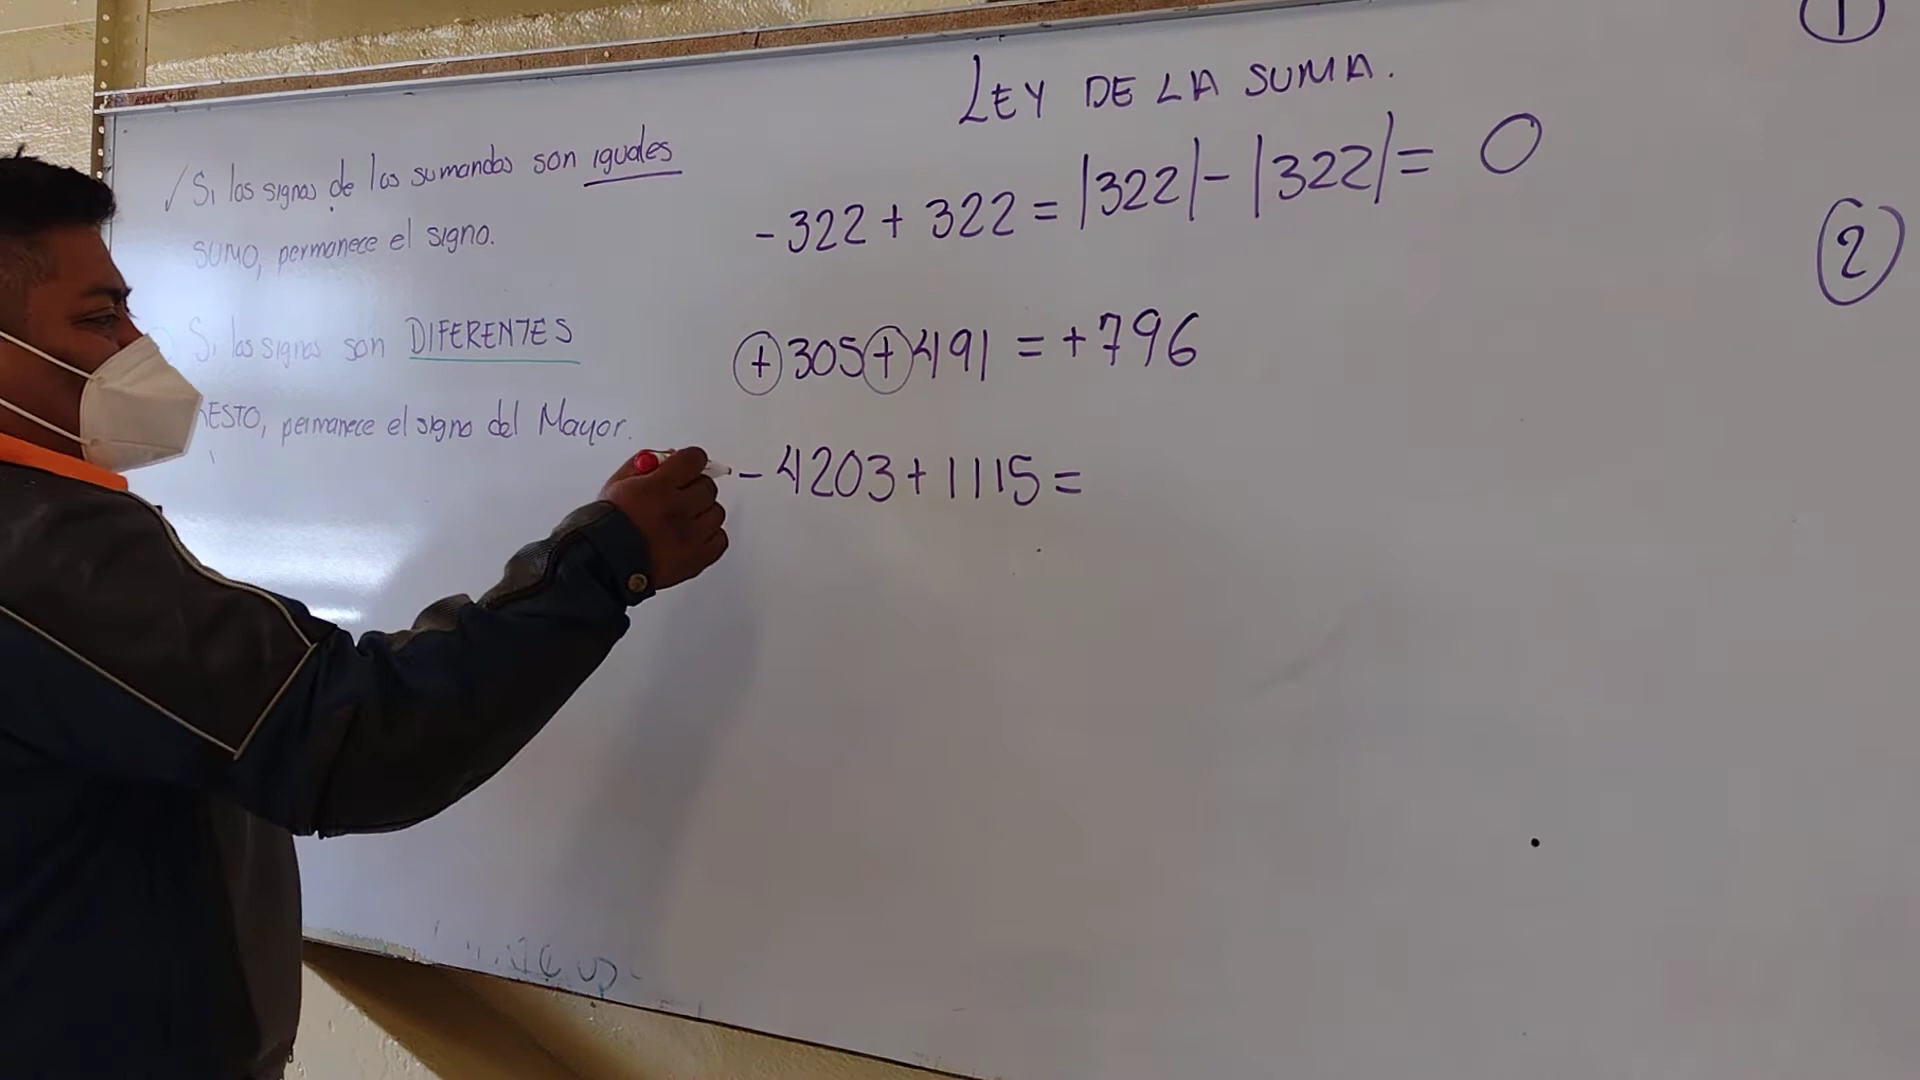 LEY DE LA SUMA.
✓ Si los signos de los sumandos son iguales
SUMO, permanece el signo.
Si los signos son DIFERENTES
RESTO, permanece el signo del Mayor.
-322 + 322 = |322| - |322| = 0
+305+491 = +796
-4203+1115=
1
2